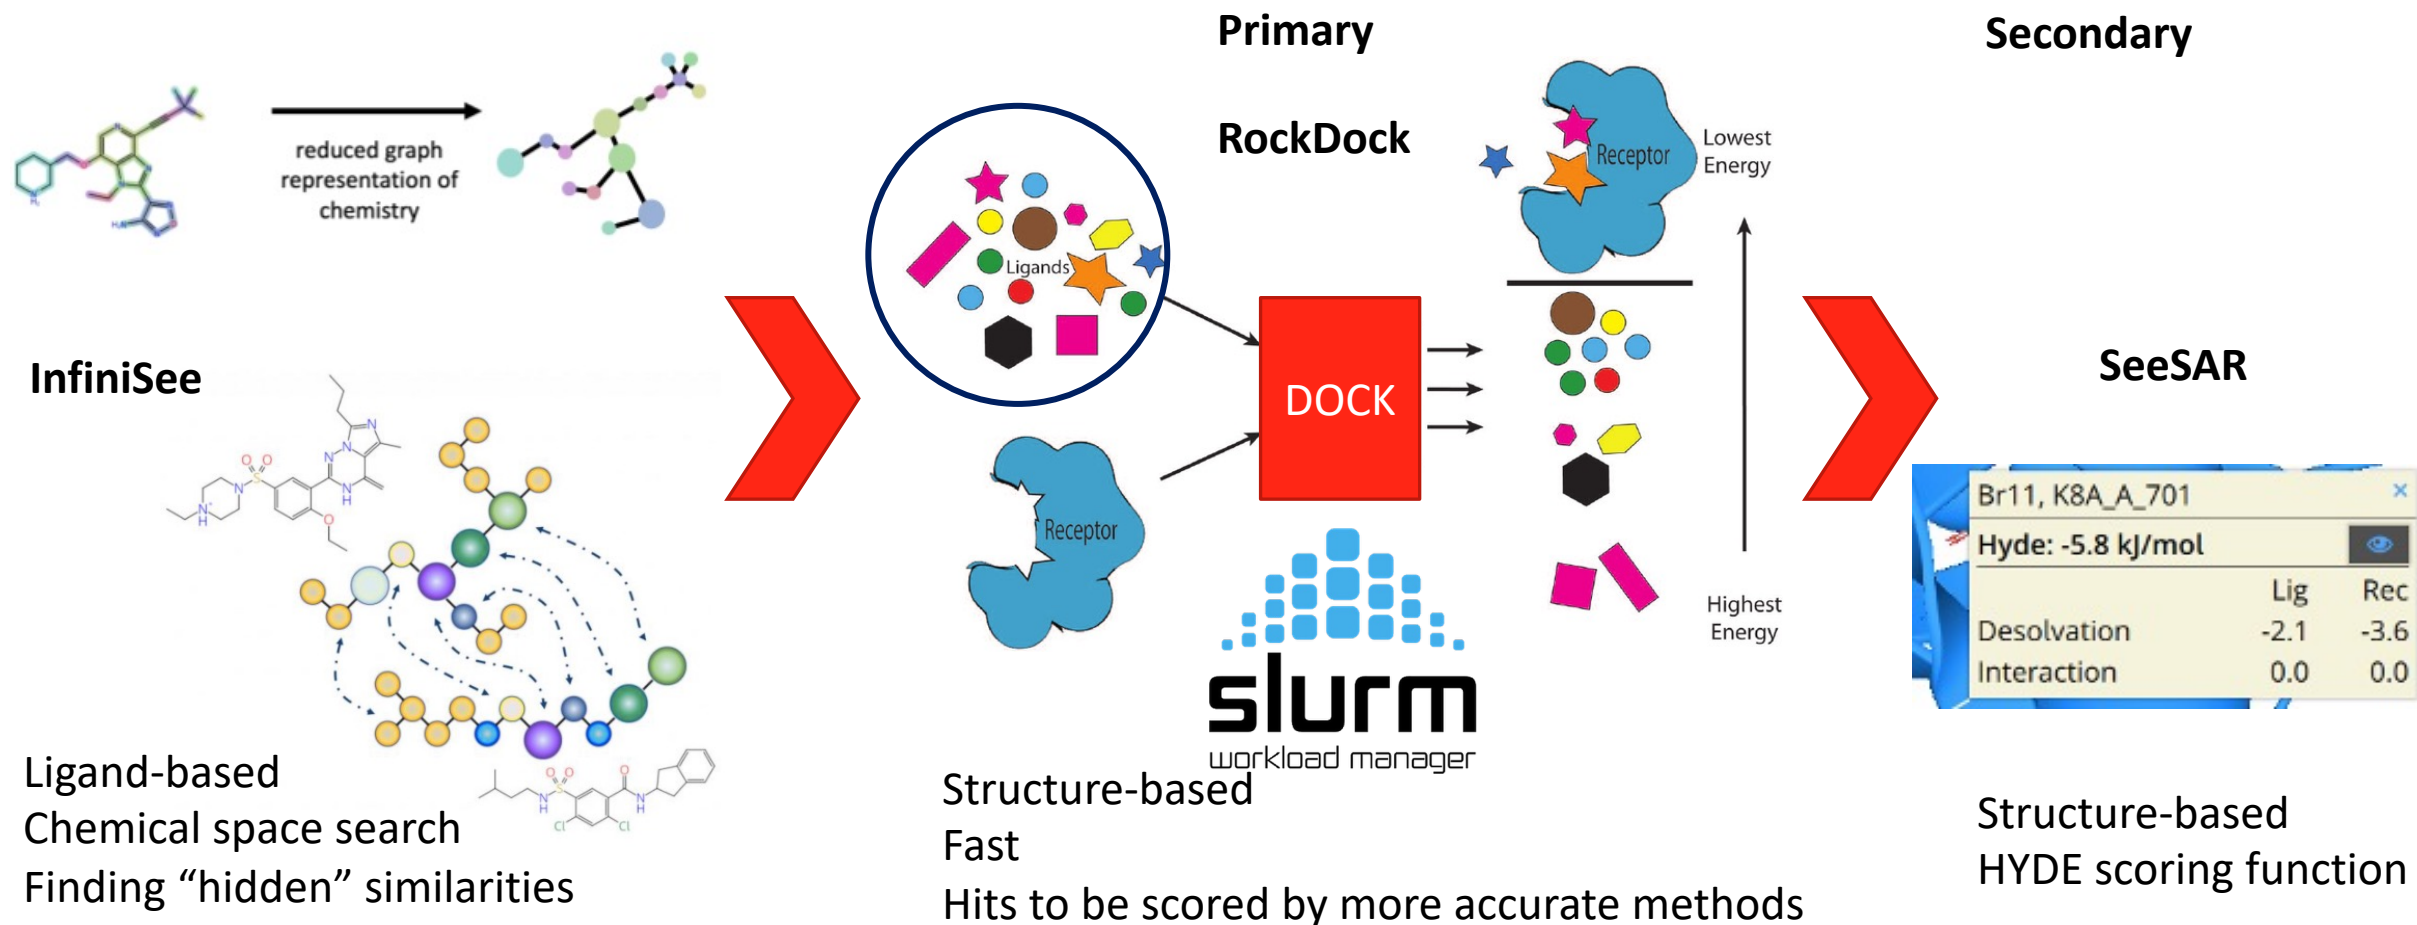 Primary
Secondary
RockDock
reduced graph
representation of
chemistry
Lowest
Energy
Receptor
Ligands
InfiniSee
SeeSAR
DOCK
Receptor
Highest
Energy
Br11, K8A_A_701 ×
Hyde: -5.8 kJ/mol
Lig Rec
Desolvation -2.1 -3.6
Interaction 0.0 0.0
slurm
workload manager
Ligand-based
Chemical space search
Finding “hidden” similarities
Structure-based
Fast
Hits to be scored by more accurate methods
Structure-based
HYDE scoring function